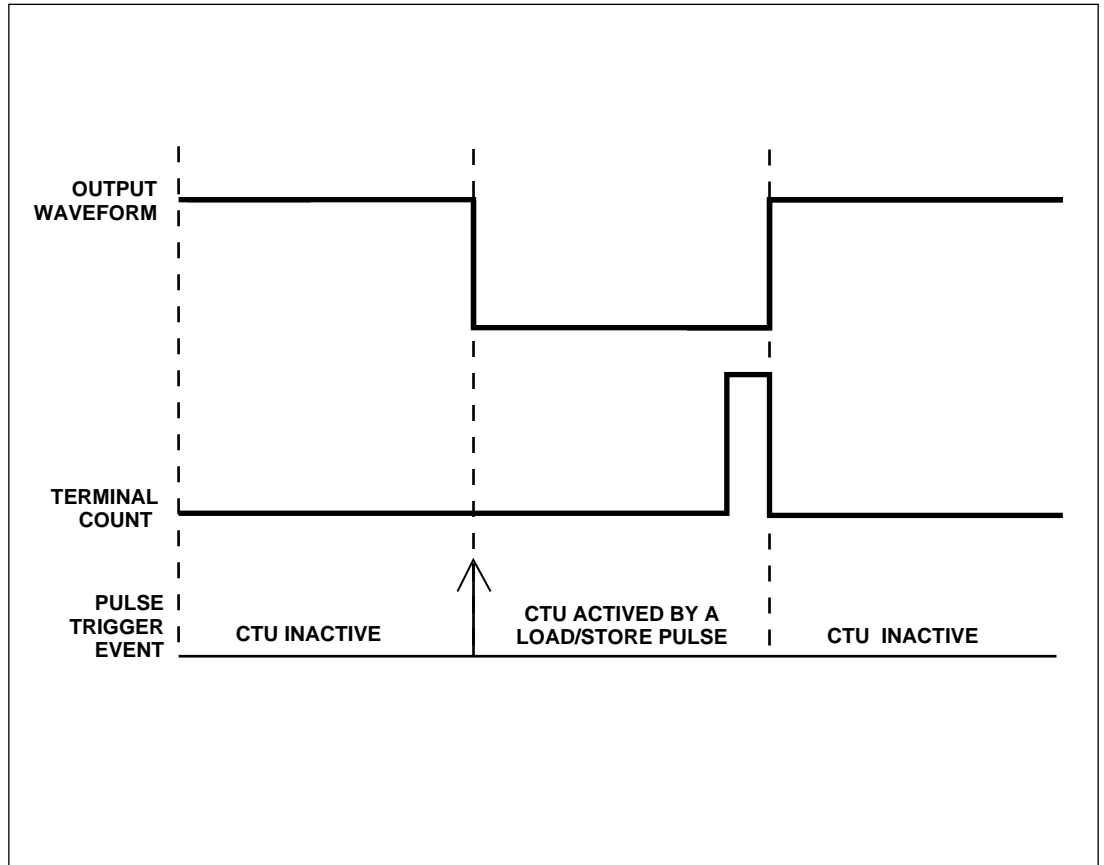 OUTPUT
WAVEFORM
TERMINAL
COUNT
PULSE
TRIGGER
EVENT
CTU INACTIVE
CTU ACTIVED BY A
LOAD/STORE PULSE
CTU INACTIVE